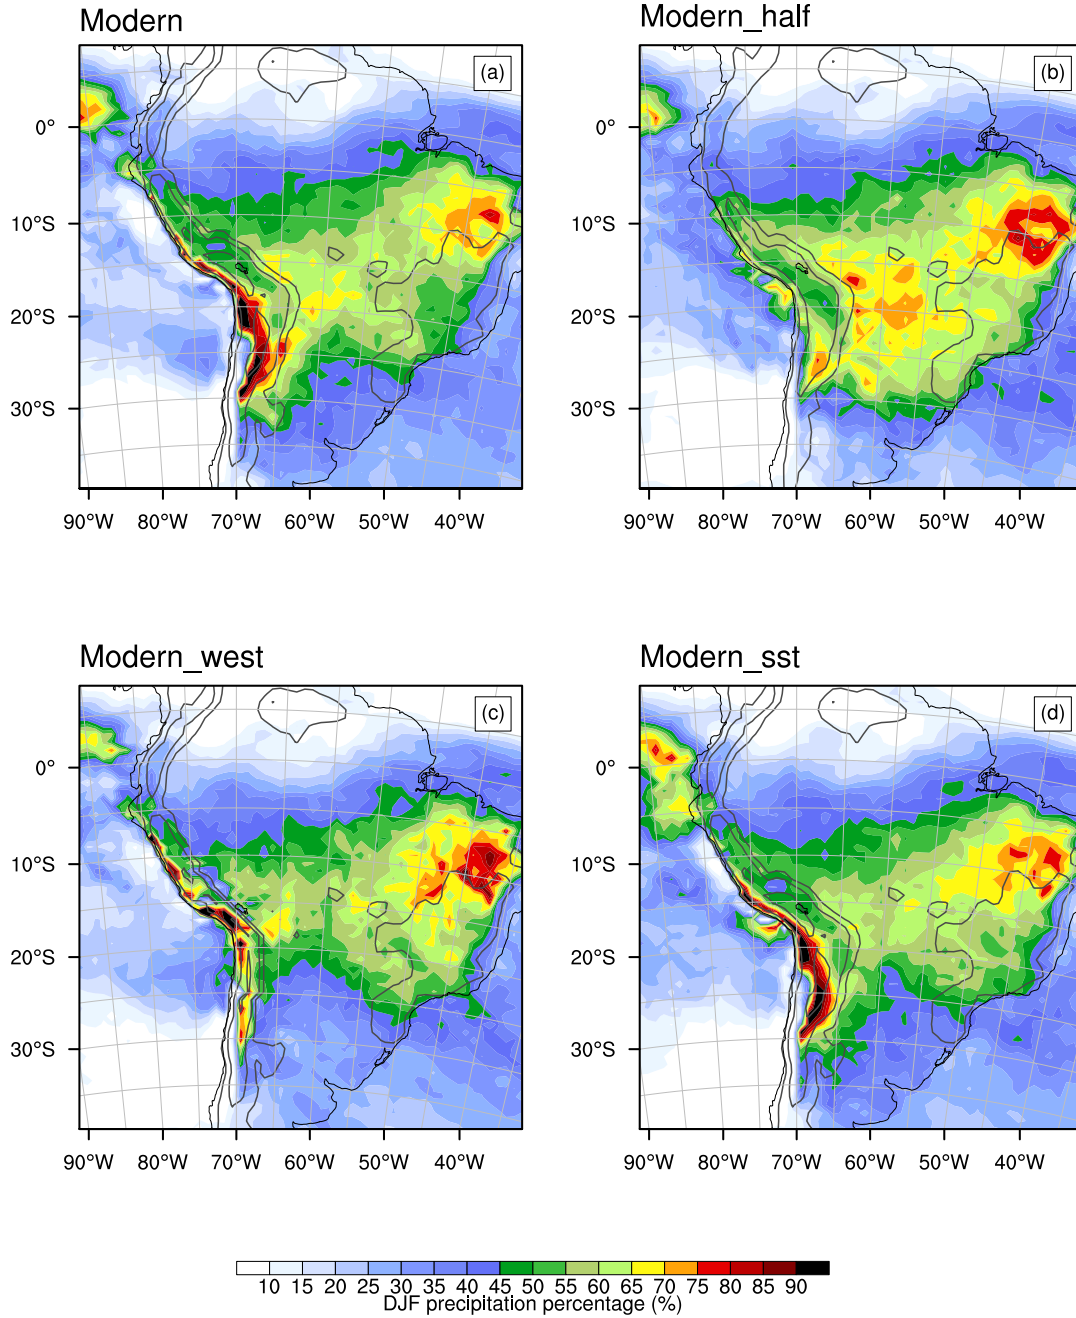 Modern
Modern_half
(a)
(b)
0°
10°S
20°S
30°S
0°
10°S
20°S
30°S
90°W 80°W 70°W 60°W 50°W 40°W
90°W 80°W 70°W 60°W 50°W 40°W
Modern_west
Modern_sst
(c)
(d)
0°
10°S
20°S
30°S
0°
10°S
20°S
30°S
90°W 80°W 70°W 60°W 50°W 40°W
90°W 80°W 70°W 60°W 50°W 40°W
10 15 20 25 30 35 40 45 50 55 60 65 70 75 80 85 90
DJF precipitation percentage (%)